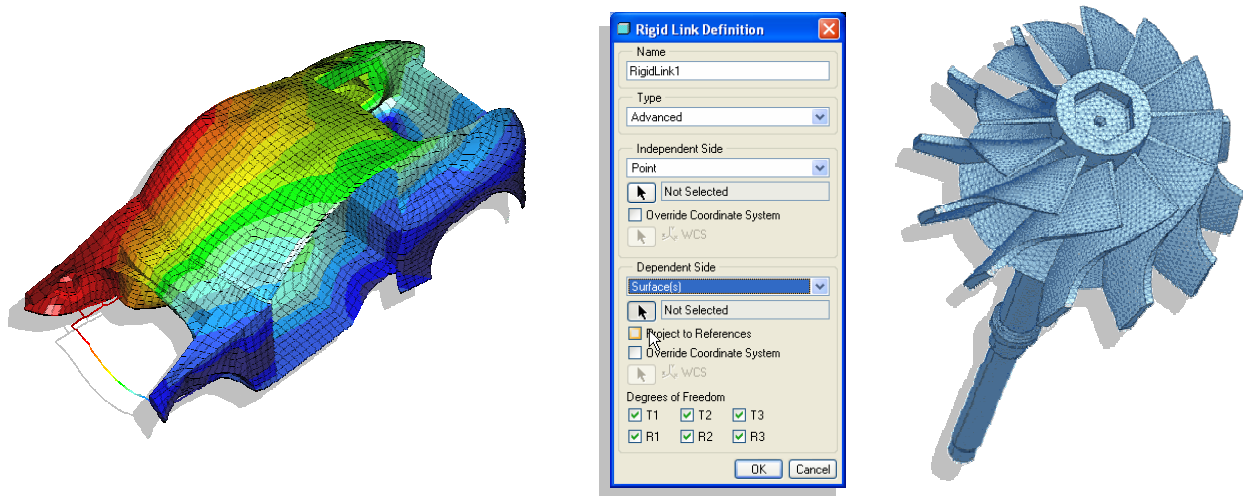 Rigid Link Definition
Name
RigidLink1
Type
Advanced
Independent Side
Point
Not Selected
Override Coordinate System
WCS
Dependent Side
Surface(s)
Not Selected
Project to References
Override Coordinate System
WCS
Degrees of Freedom
T1 T2 T3
R1 R2 R3
OK Cancel